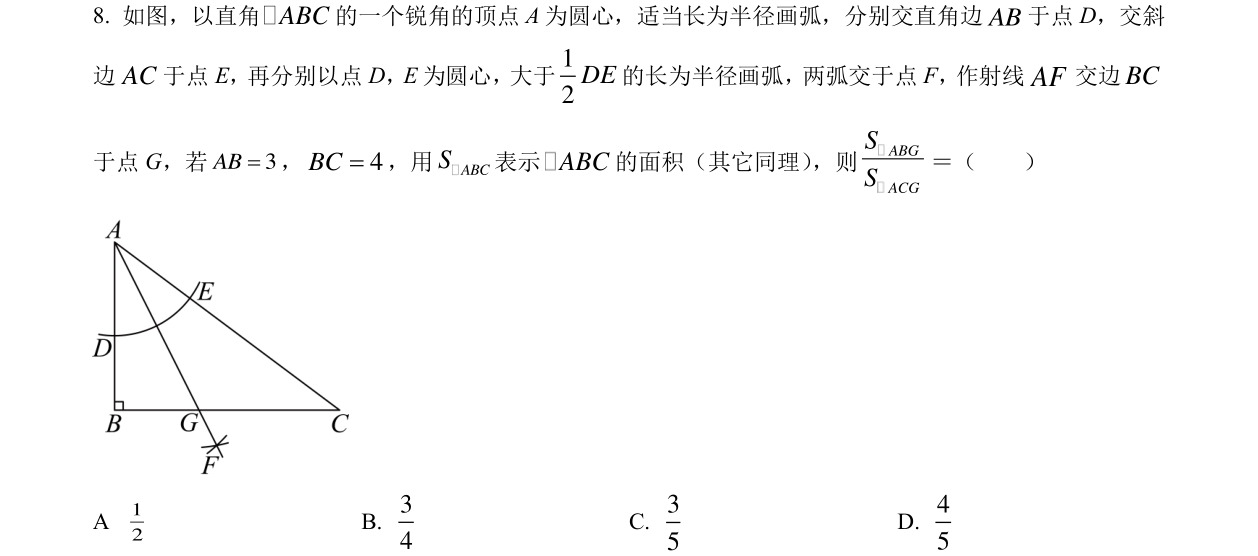 8. 如图，以直角□ABC 的一个锐角的顶点 A 为圆心，适当长为半径画弧，分别交直角边 AB 于点 D，交斜
边 AC 于点 E，再分别以点 D，E 为圆心，大于 1/2 DE 的长为半径画弧，两弧交于点 F，作射线 AF 交边 BC
于点 G，若 AB = 3， BC = 4，用 S□ABC 表示□ABC 的面积（其它同理），则 S□ABG / S□ACG ＝（　　）
A
E
D
B G C
F
A 1/2 B. 3/4 C. 3/5 D. 4/5